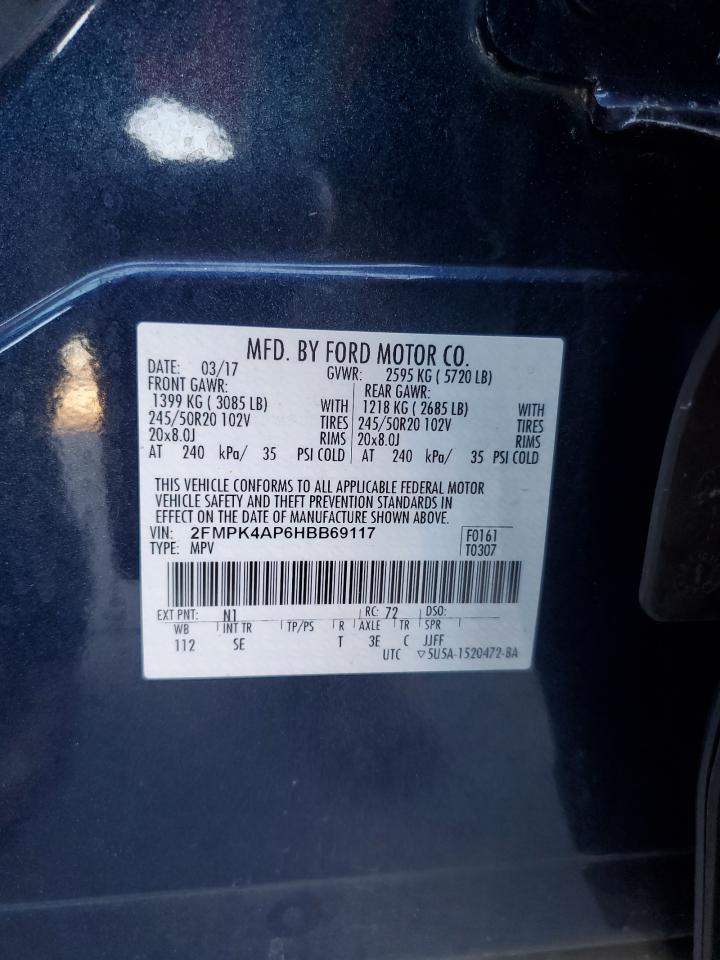 MFD. BY FORD MOTOR CO.
DATE: 03/17 GVWR: 2595 KG ( 5720 LB)
FRONT GAWR: REAR GAWR:
1399 KG ( 3085 LB) WITH 1218 KG ( 2685 LB) WITH
245/50R20 102V TIRES 245/50R20 102V TIRES
20x8.0J RIMS 20x8.0J RIMS
AT 240 kPa/ 35 PSI COLD AT 240 kPa/ 35 PSI COLD
THIS VEHICLE CONFORMS TO ALL APPLICABLE FEDERAL MOTOR
VEHICLE SAFETY AND THEFT PREVENTION STANDARDS IN
EFFECT ON THE DATE OF MANUFACTURE SHOWN ABOVE.
VIN: 2FMPK4AP6HBB69117 F0161
TYPE: MPV T0307
EXT PNT: N1 RC: 72 DSO:
WB INT TR TP/PS R AXLE TR SPR
112 SE T 3E C JJFF
UTC ▽5U5A-1520472-BA